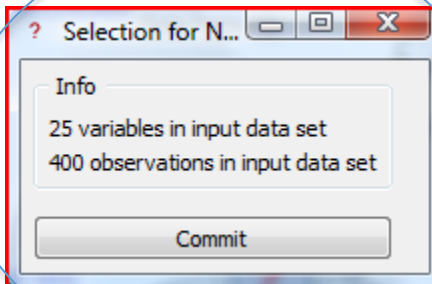 ? Selection for N...
Info
25 variables in input data set
400 observations in input data set
Commit